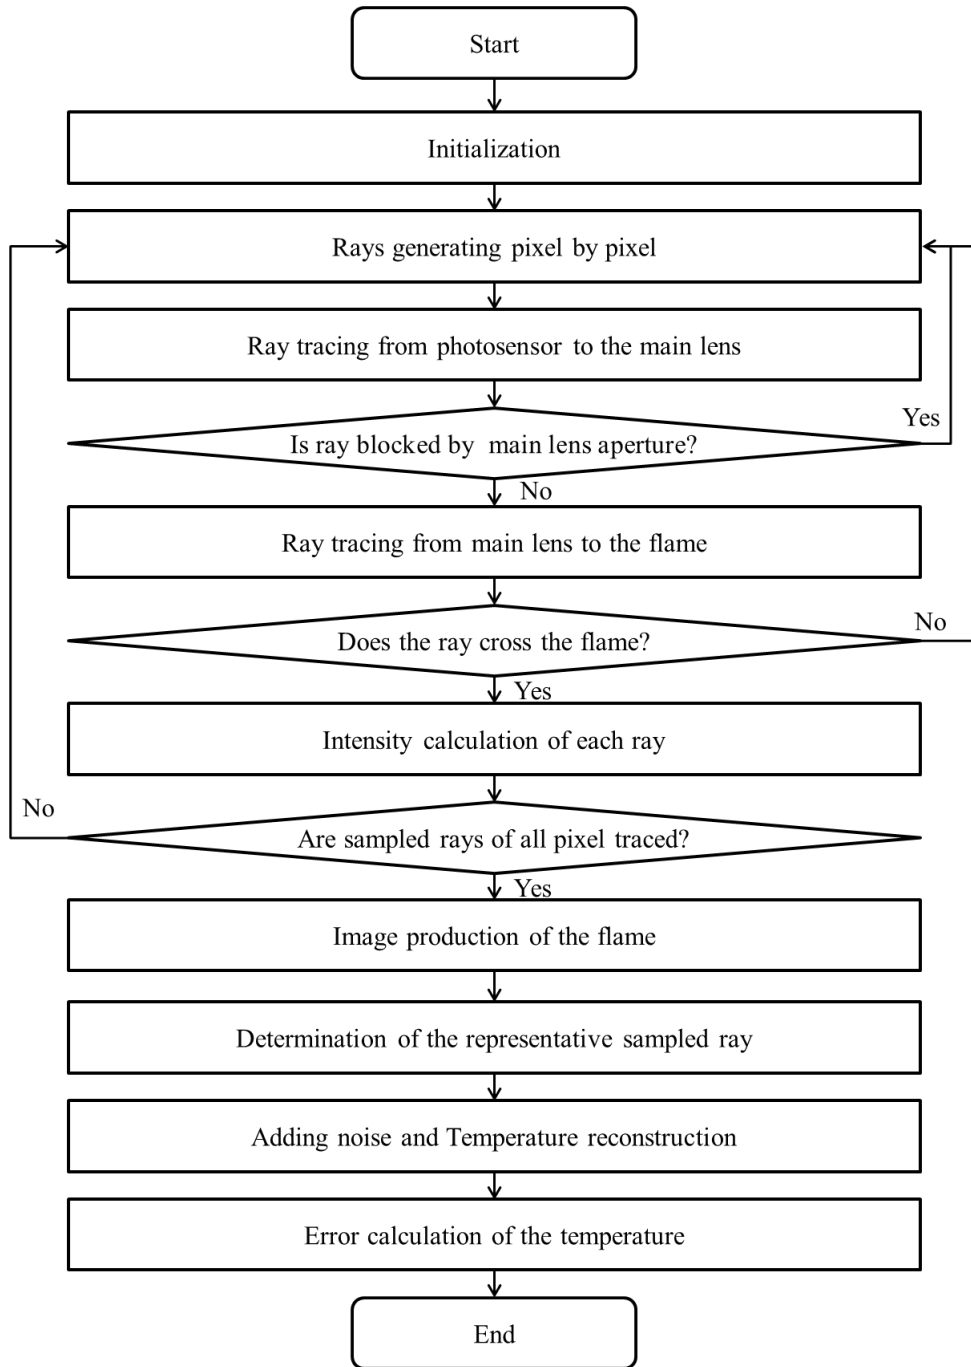 Start
Initialization
Rays generating pixel by pixel
Ray tracing from photosensor to the main lens
Is ray blocked by main lens aperture?
Yes
No
Ray tracing from main lens to the flame
Does the ray cross the flame?
No
Yes
Intensity calculation of each ray
No
Are sampled rays of all pixel traced?
Yes
Image production of the flame
Determination of the representative sampled ray
Adding noise and Temperature reconstruction
Error calculation of the temperature
End